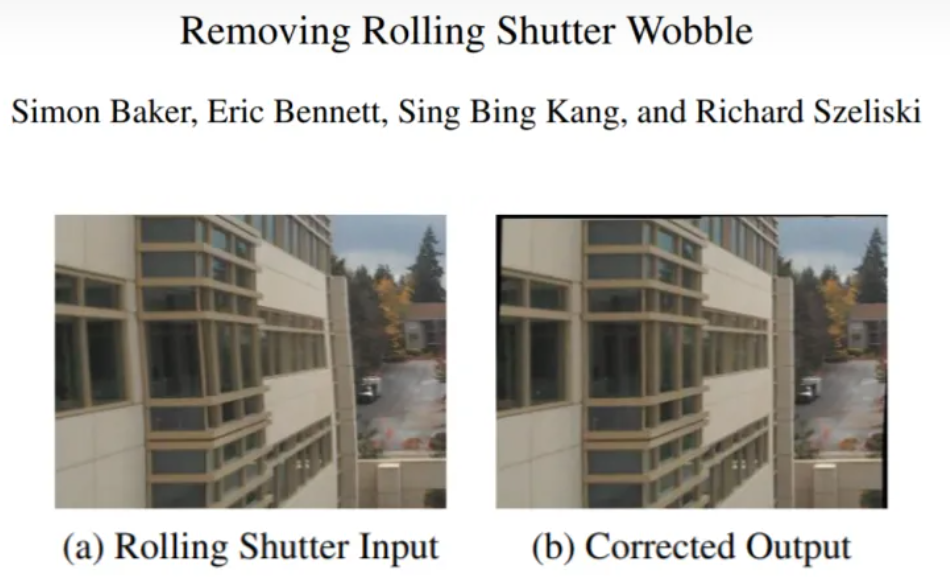 Removing Rolling Shutter Wobble
Simon Baker, Eric Bennett, Sing Bing Kang, and Richard Szeliski
(a) Rolling Shutter Input
(b) Corrected Output